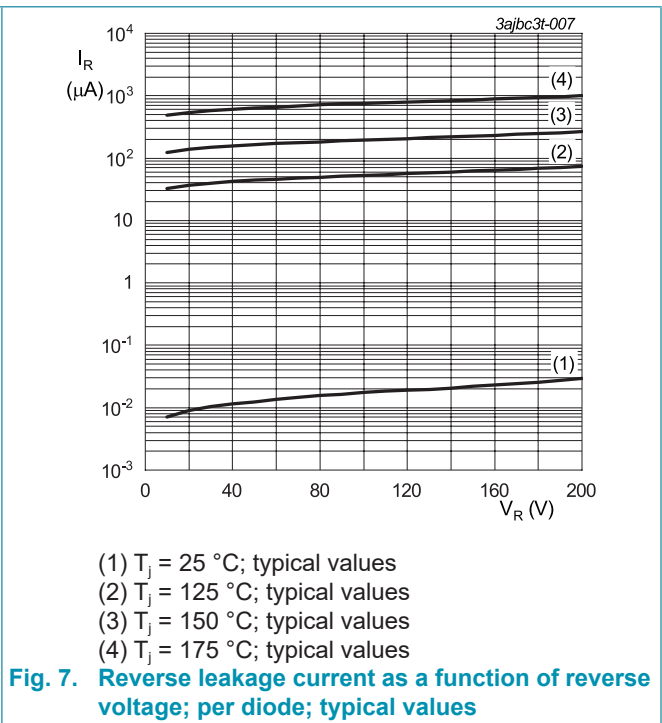 3ajbc3t-007
10⁴
I_R
(μA)
10³
10²
10
1
10⁻¹
10⁻²
10⁻³
(4)
(3)
(2)
(1)
0 40 80 120 160 200
V_R (V)
(1) T_j = 25 °C; typical values
(2) T_j = 125 °C; typical values
(3) T_j = 150 °C; typical values
(4) T_j = 175 °C; typical values
Fig. 7. Reverse leakage current as a function of reverse
voltage; per diode; typical values